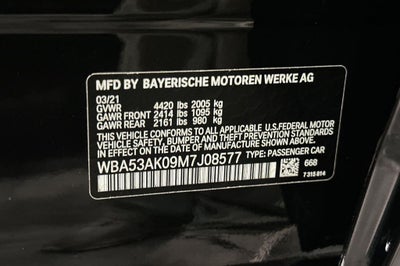 MFD BY BAYERISCHE MOTOREN WERKE AG
03/21
GVWR 4420 lbs 2005 kg
GAWR FRONT 2414 lbs 1095 kg
GAWR REAR 2161 lbs 980 kg
THIS VEHICLE CONFORMS TO ALL APPLICABLE U.S. FEDERAL MOTOR
VEHICLE SAFETY, BUMPER, AND THEFT PREVENTION
STANDARDS IN EFFECT ON THE DATE OF MANUFACTURE SHOWN ABOVE.
WBA53AK09M7J08577 TYPE: PASSENGER CAR
668
7 315 814